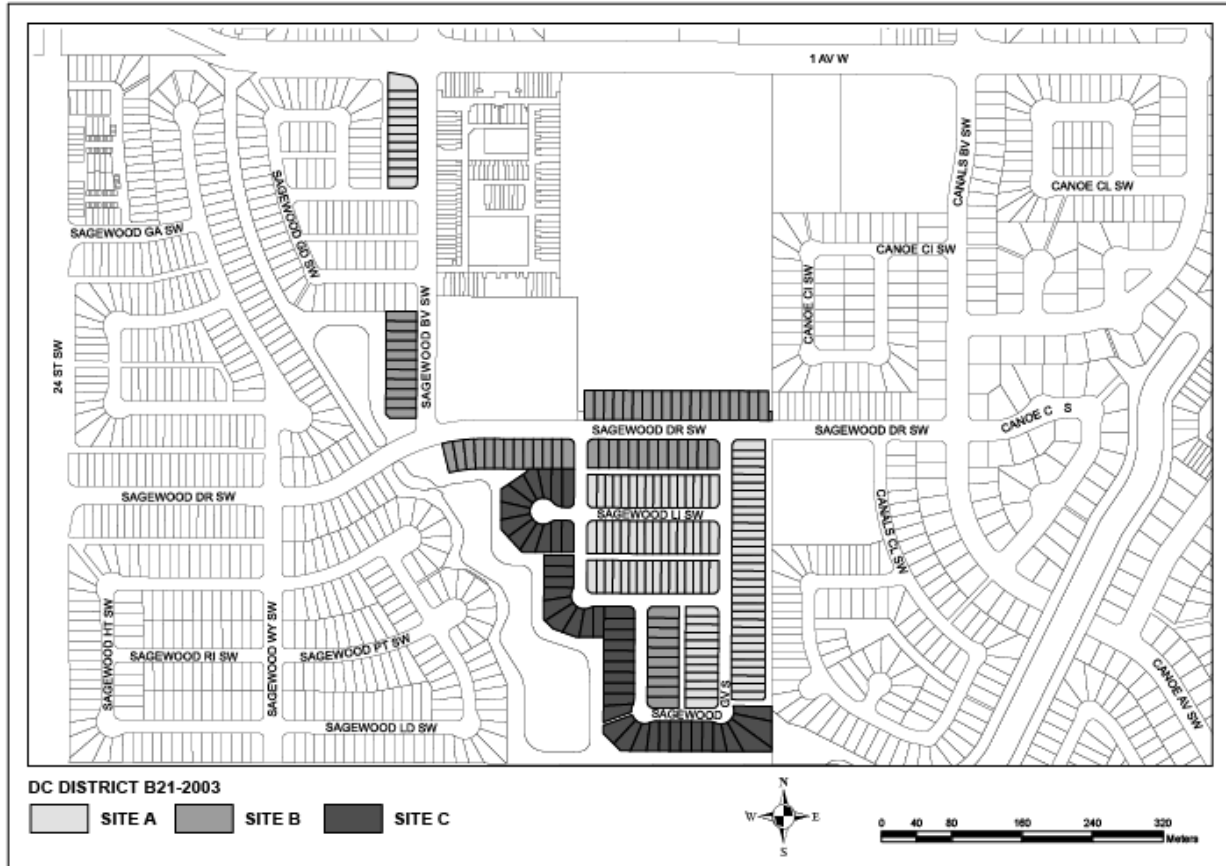 1 AV W
CANALS BV SW
CANOE CL SW
SAGEWOOD GA SW
SAGEWOOD GD SW
CANOE CI SW
CANOE CI SW
SAGEWOOD BV SW
24 ST SW
CANOE C S
SAGEWOOD DR SW
SAGEWOOD DR SW
SAGEWOOD DR SW
SAGEWOOD LI SW
CANALS CL SW
SAGEWOOD HT SW
SAGEWOOD WY SW
SAGEWOOD RI SW
SAGEWOOD PT SW
CANOE AV SW
GV S
SAGEWOOD
SAGEWOOD LD SW
DC DISTRICT B21-2003
SITE A SITE B SITE C
N
W E
S
0 40 80 160 240 320
Meters